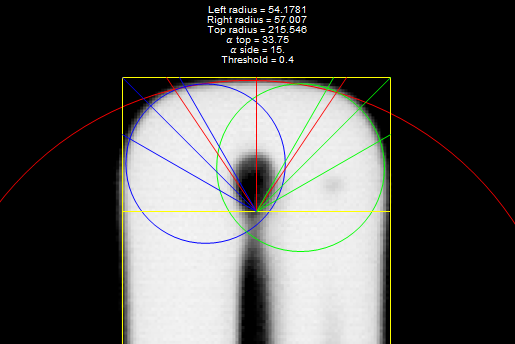 Left radius = 54.1781
Right radius = 57.007
Top radius = 215.546
α top = 33.75
α side = 15.
Threshold = 0.4